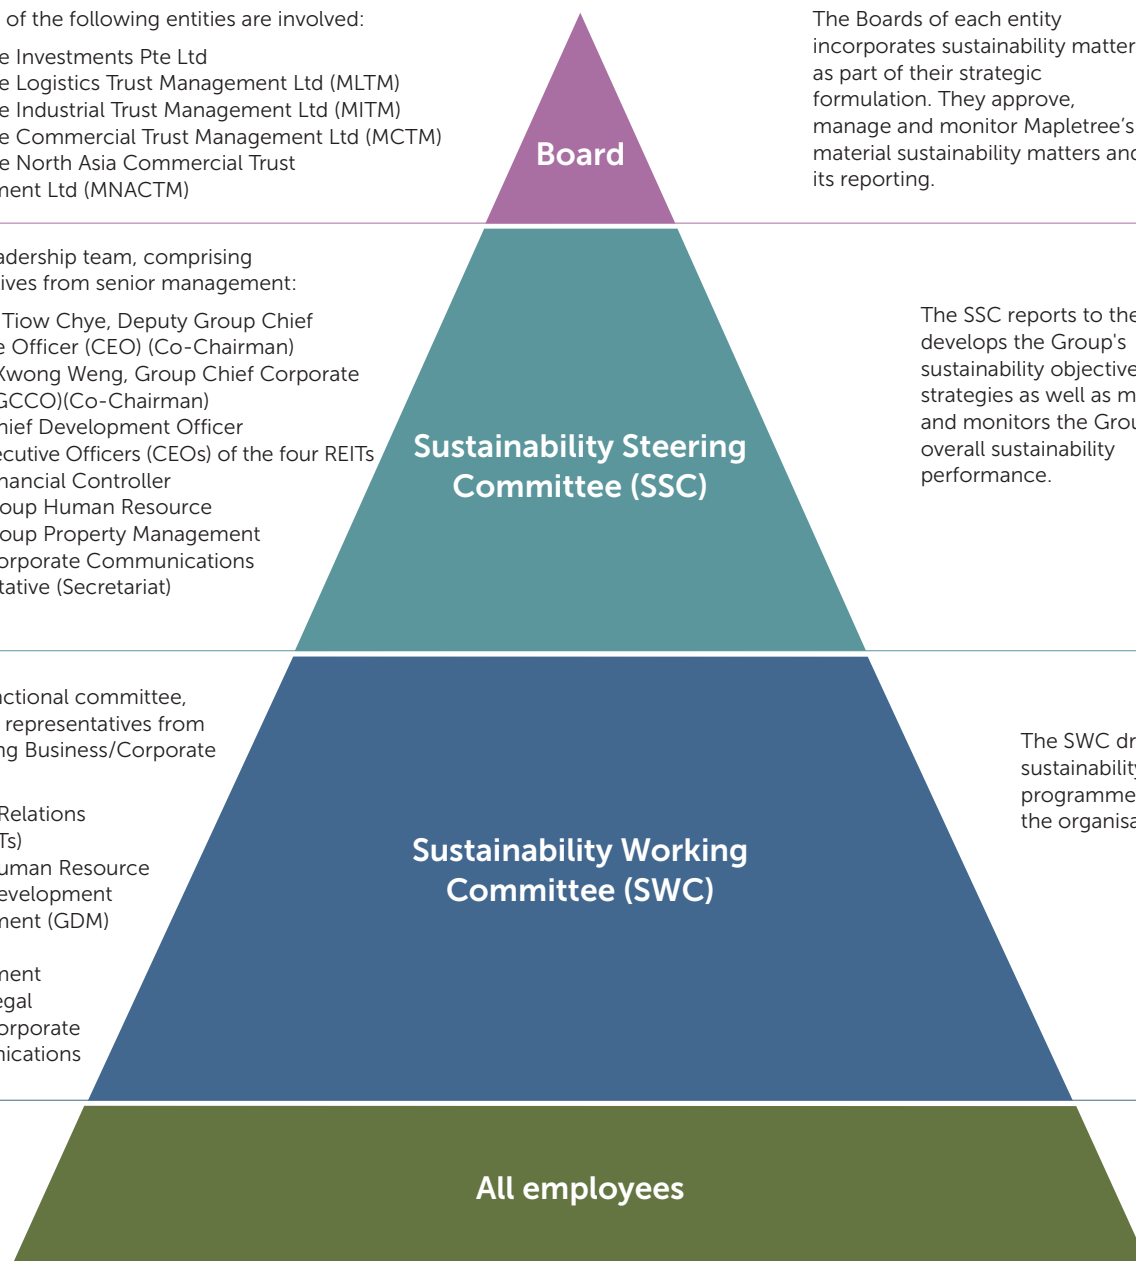 of the following entities are involved:
e Investments Pte Ltd
e Logistics Trust Management Ltd (MLTM)
e Industrial Trust Management Ltd (MITM)
e Commercial Trust Management Ltd (MCTM)
e North Asia Commercial Trust
ment Ltd (MNACTM)
Board
The Boards of each entity
incorporates sustainability matter
as part of their strategic
formulation. They approve,
manage and monitor Mapletree's
material sustainability matters and
its reporting.
adership team, comprising
ives from senior management:
Tiow Chye, Deputy Group Chief
e Officer (CEO) (Co-Chairman)
Kwong Weng, Group Chief Corporate
GCCO)(Co-Chairman)
hief Development Officer
ecutive Officers (CEOs) of the four REITs
nancial Controller
oup Human Resource
oup Property Management
orporate Communications
tative (Secretariat)
Sustainability Steering
Committee (SSC)
The SSC reports to the
develops the Group's
sustainability objective
strategies as well as m
and monitors the Grou
overall sustainability
performance.
nctional committee,
representatives from
ng Business/Corporate
Relations
Ts)
uman Resource
evelopment
ment (GDM)
ment
egal
orporate
nications
Sustainability Working
Committee (SWC)
The SWC dr
sustainability
programme
the organisa
All employees